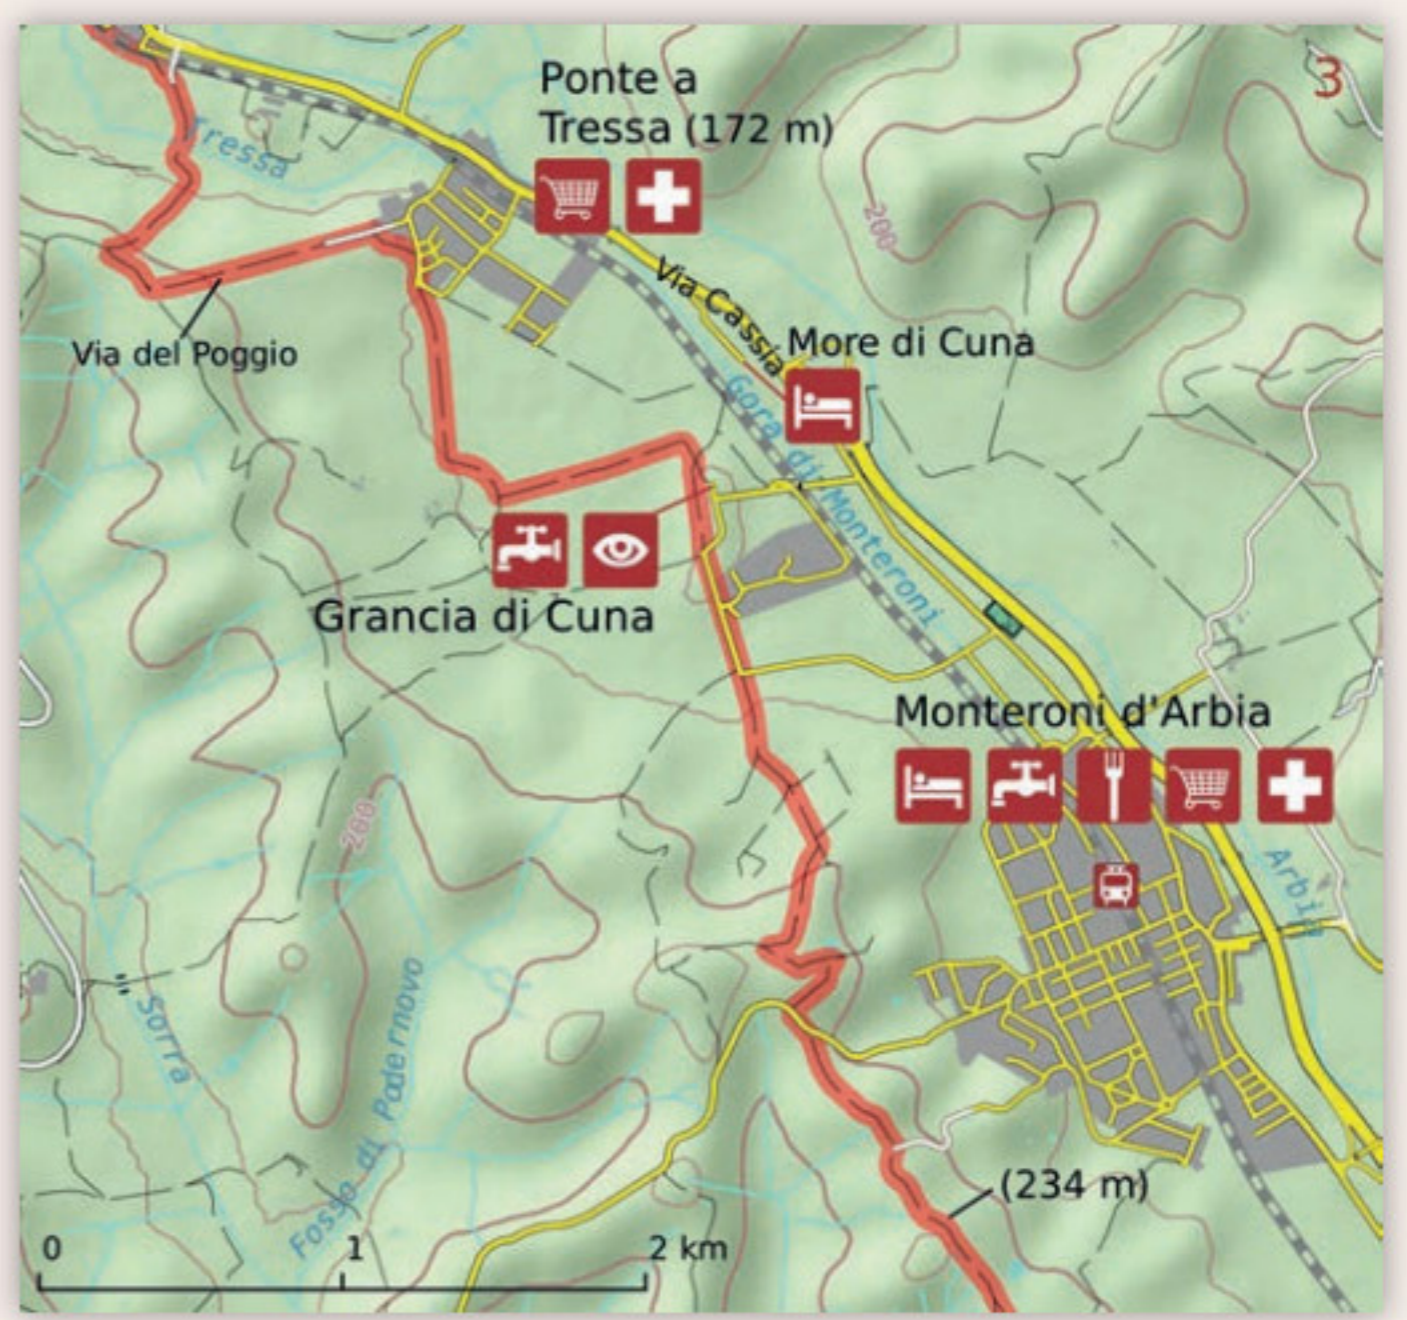 3
Ponte a
Tressa (172 m)
Tressa
200
Via Cassia
More di Cuna
Via del Poggio
Gora di Monteroni
Grancia di Cuna
Monteroni d'Arbia
200
Arbia
Sorra
Fosso di Padernovo
(234 m)
0 1 2 km